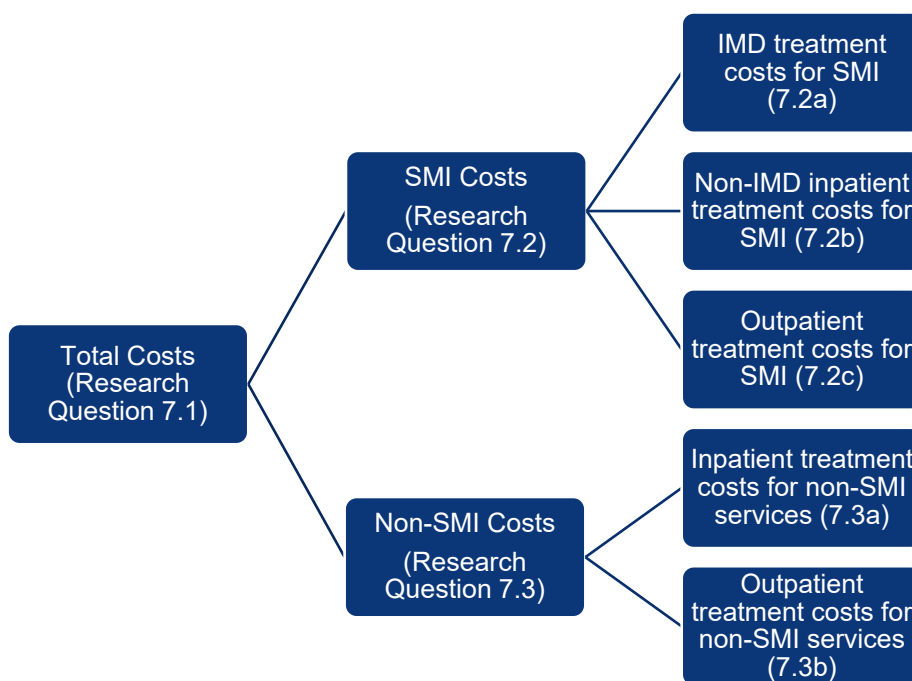 Total Costs
(Research
Question 7.1)
SMI Costs
(Research
Question 7.2)
IMD treatment
costs for SMI
(7.2a)
Non-IMD inpatient
treatment costs for
SMI (7.2b)
Outpatient
treatment costs for
SMI (7.2c)
Non-SMI Costs
(Research
Question 7.3)
Inpatient treatment
costs for non-SMI
services (7.3a)
Outpatient
treatment costs for
non-SMI services
(7.3b)